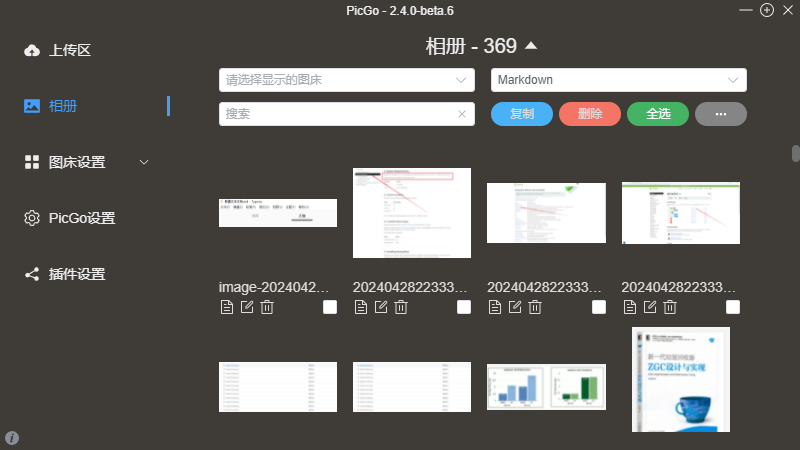 PicGo - 2.4.0-beta.6
上传区
相册
图床设置
PicGo设置
插件设置
相册 - 369
请选择显示的图床
Markdown
搜索
复制
删除
全选
...
image-2024042...
2024042822333...
2024042822333...
2024042822333...
新一代垃圾回收器
ZGC设计与实现